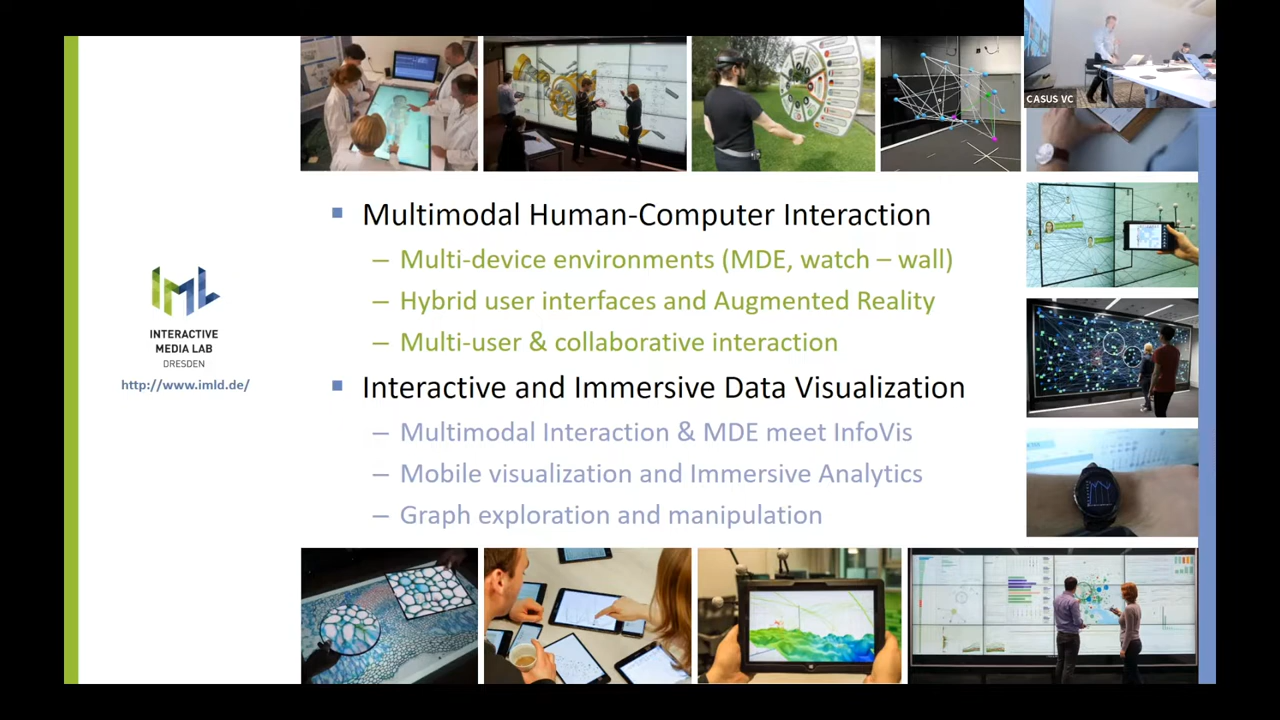 CASUS VC
Multimodal Human-Computer Interaction
– Multi-device environments (MDE, watch – wall)
– Hybrid user interfaces and Augmented Reality
– Multi-user & collaborative interaction
Interactive and Immersive Data Visualization
– Multimodal Interaction & MDE meet InfoVis
– Mobile visualization and Immersive Analytics
– Graph exploration and manipulation
IML
INTERACTIVE
MEDIA LAB
DRESDEN
http://www.imld.de/